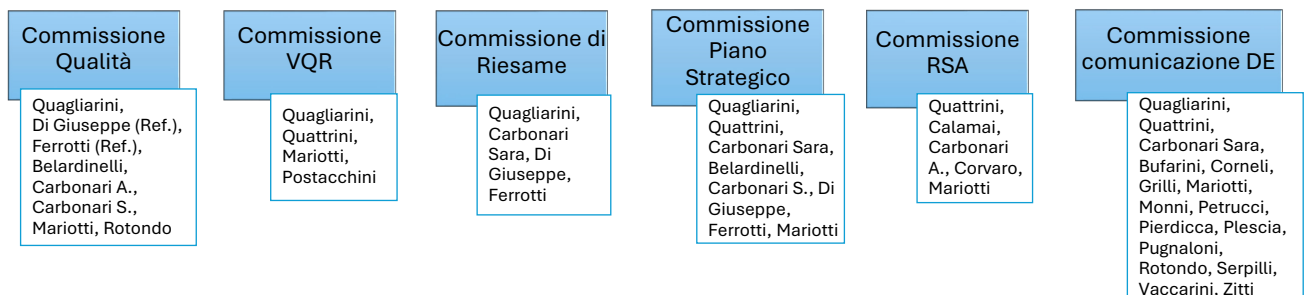 Commissione
Qualità
Quagliarini,
Di Giuseppe (Ref.),
Ferrotti (Ref.),
Belardinelli,
Carbonari A.,
Carbonari S.,
Mariotti, Rotondo
Commissione
VQR
Quagliarini,
Quattrini,
Mariotti,
Postacchini
Commissione di
Riesame
Quagliarini,
Carbonari
Sara, Di
Giuseppe,
Ferrotti
Commissione
Piano
Strategico
Quagliarini,
Quattrini,
Carbonari Sara,
Belardinelli,
Carbonari S., Di
Giuseppe,
Ferrotti, Mariotti
Commissione
RSA
Quattrini,
Calamai,
Carbonari
A., Corvaro,
Mariotti
Commissione
comunicazione DE
Quagliarini,
Quattrini,
Carbonari Sara,
Bufarini, Corneli,
Grilli, Mariotti,
Monni, Petrucci,
Pierdicca, Plescia,
Pugnaloni,
Rotondo, Serpilli,
Vaccarini, Zitti